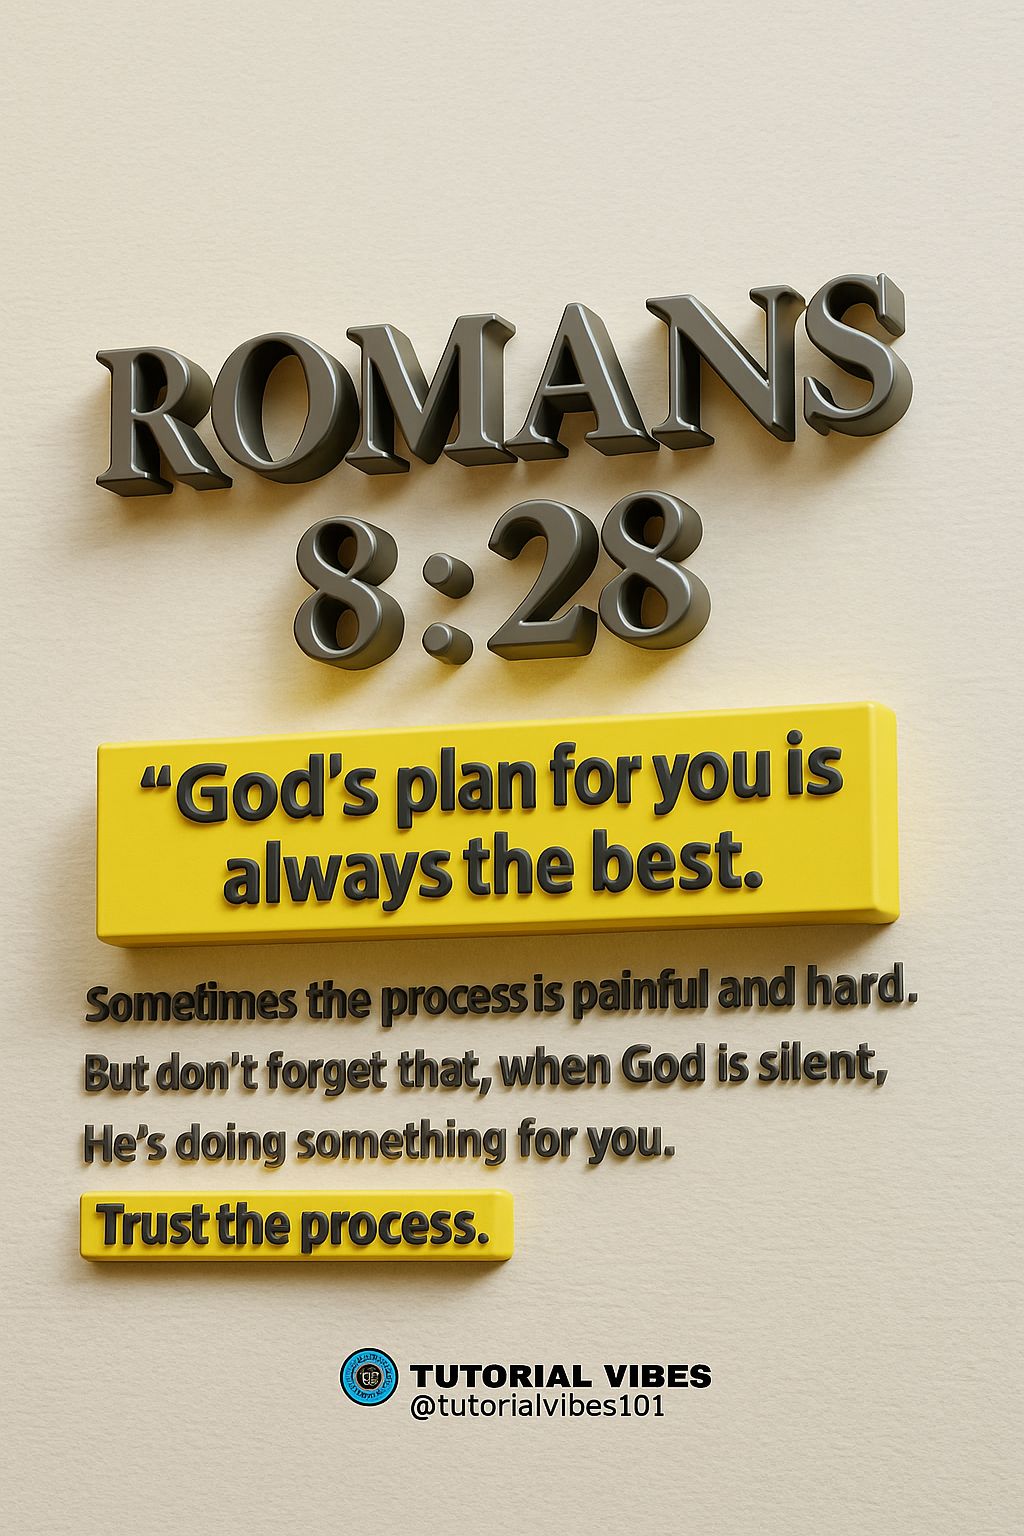 ROMANS
8:28
“God's plan for you is
always the best.
Sometimes the process is painful and hard.
But don't forget that, when God is silent,
He's doing something for you.
Trust the process.
TUTORIAL VIBES
@tutorialvibes101